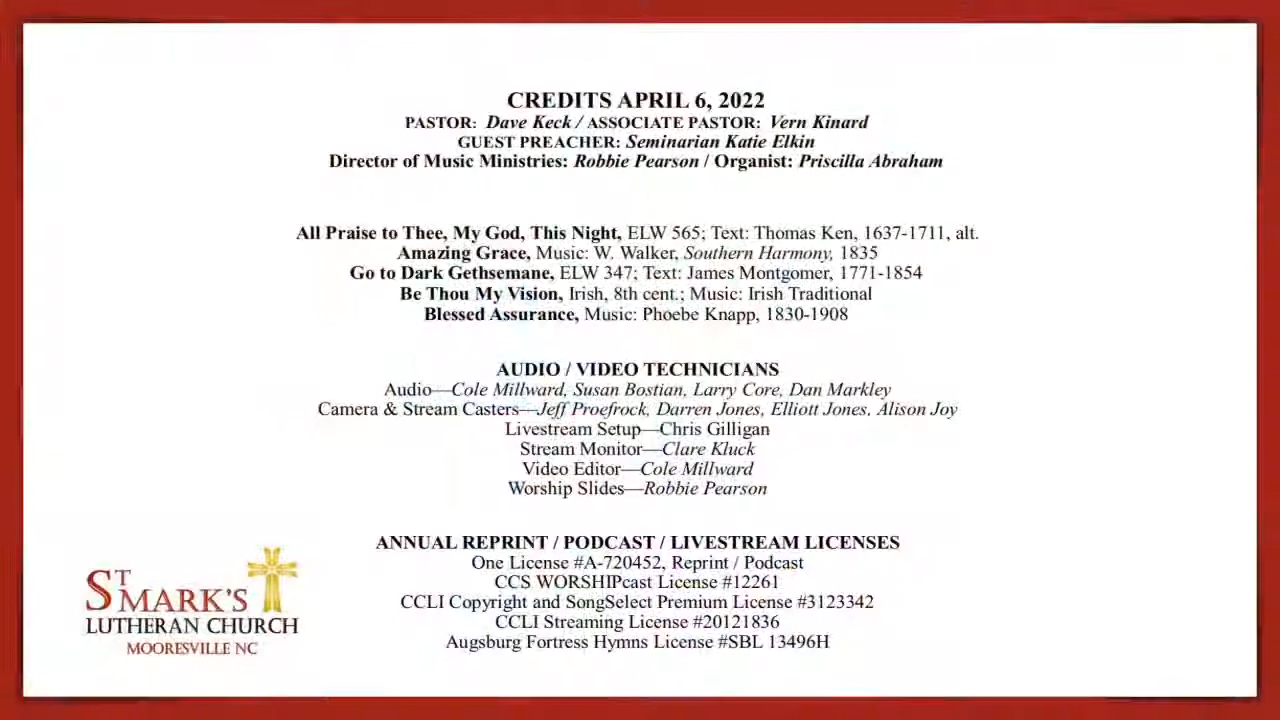 CREDITS APRIL 6, 2022
PASTOR: Dave Keck / ASSOCIATE PASTOR: Vern Kinard
GUEST PREACHER: Seminarian Katie Elkin
Director of Music Ministries: Robbie Pearson / Organist: Priscilla Abraham
All Praise to Thee, My God, This Night, ELW 565; Text: Thomas Ken, 1637-1711, alt.
Amazing Grace, Music: W. Walker, Southern Harmony, 1835
Go to Dark Gethsemane, ELW 347; Text: James Montgomer, 1771-1854
Be Thou My Vision, Irish, 8th cent.; Music: Irish Traditional
Blessed Assurance, Music: Phoebe Knapp, 1830-1908
AUDIO / VIDEO TECHNICIANS
Audio—Cole Millward, Susan Bostian, Larry Core, Dan Markley
Camera & Stream Casters—Jeff Proefrock, Darren Jones, Elliott Jones, Alison Joy
Livestream Setup—Chris Gilligan
Stream Monitor—Clare Kluck
Video Editor—Cole Millward
Worship Slides—Robbie Pearson
ANNUAL REPRINT / PODCAST / LIVESTREAM LICENSES
One License #A-720452, Reprint / Podcast
CCS WORSHIPcast License #12261
CCLI Copyright and SongSelect Premium License #3123342
CCLI Streaming License #20121836
Augsburg Fortress Hymns License #SBL 13496H
ST MARK'S
LUTHERAN CHURCH
MOORESVILLE NC